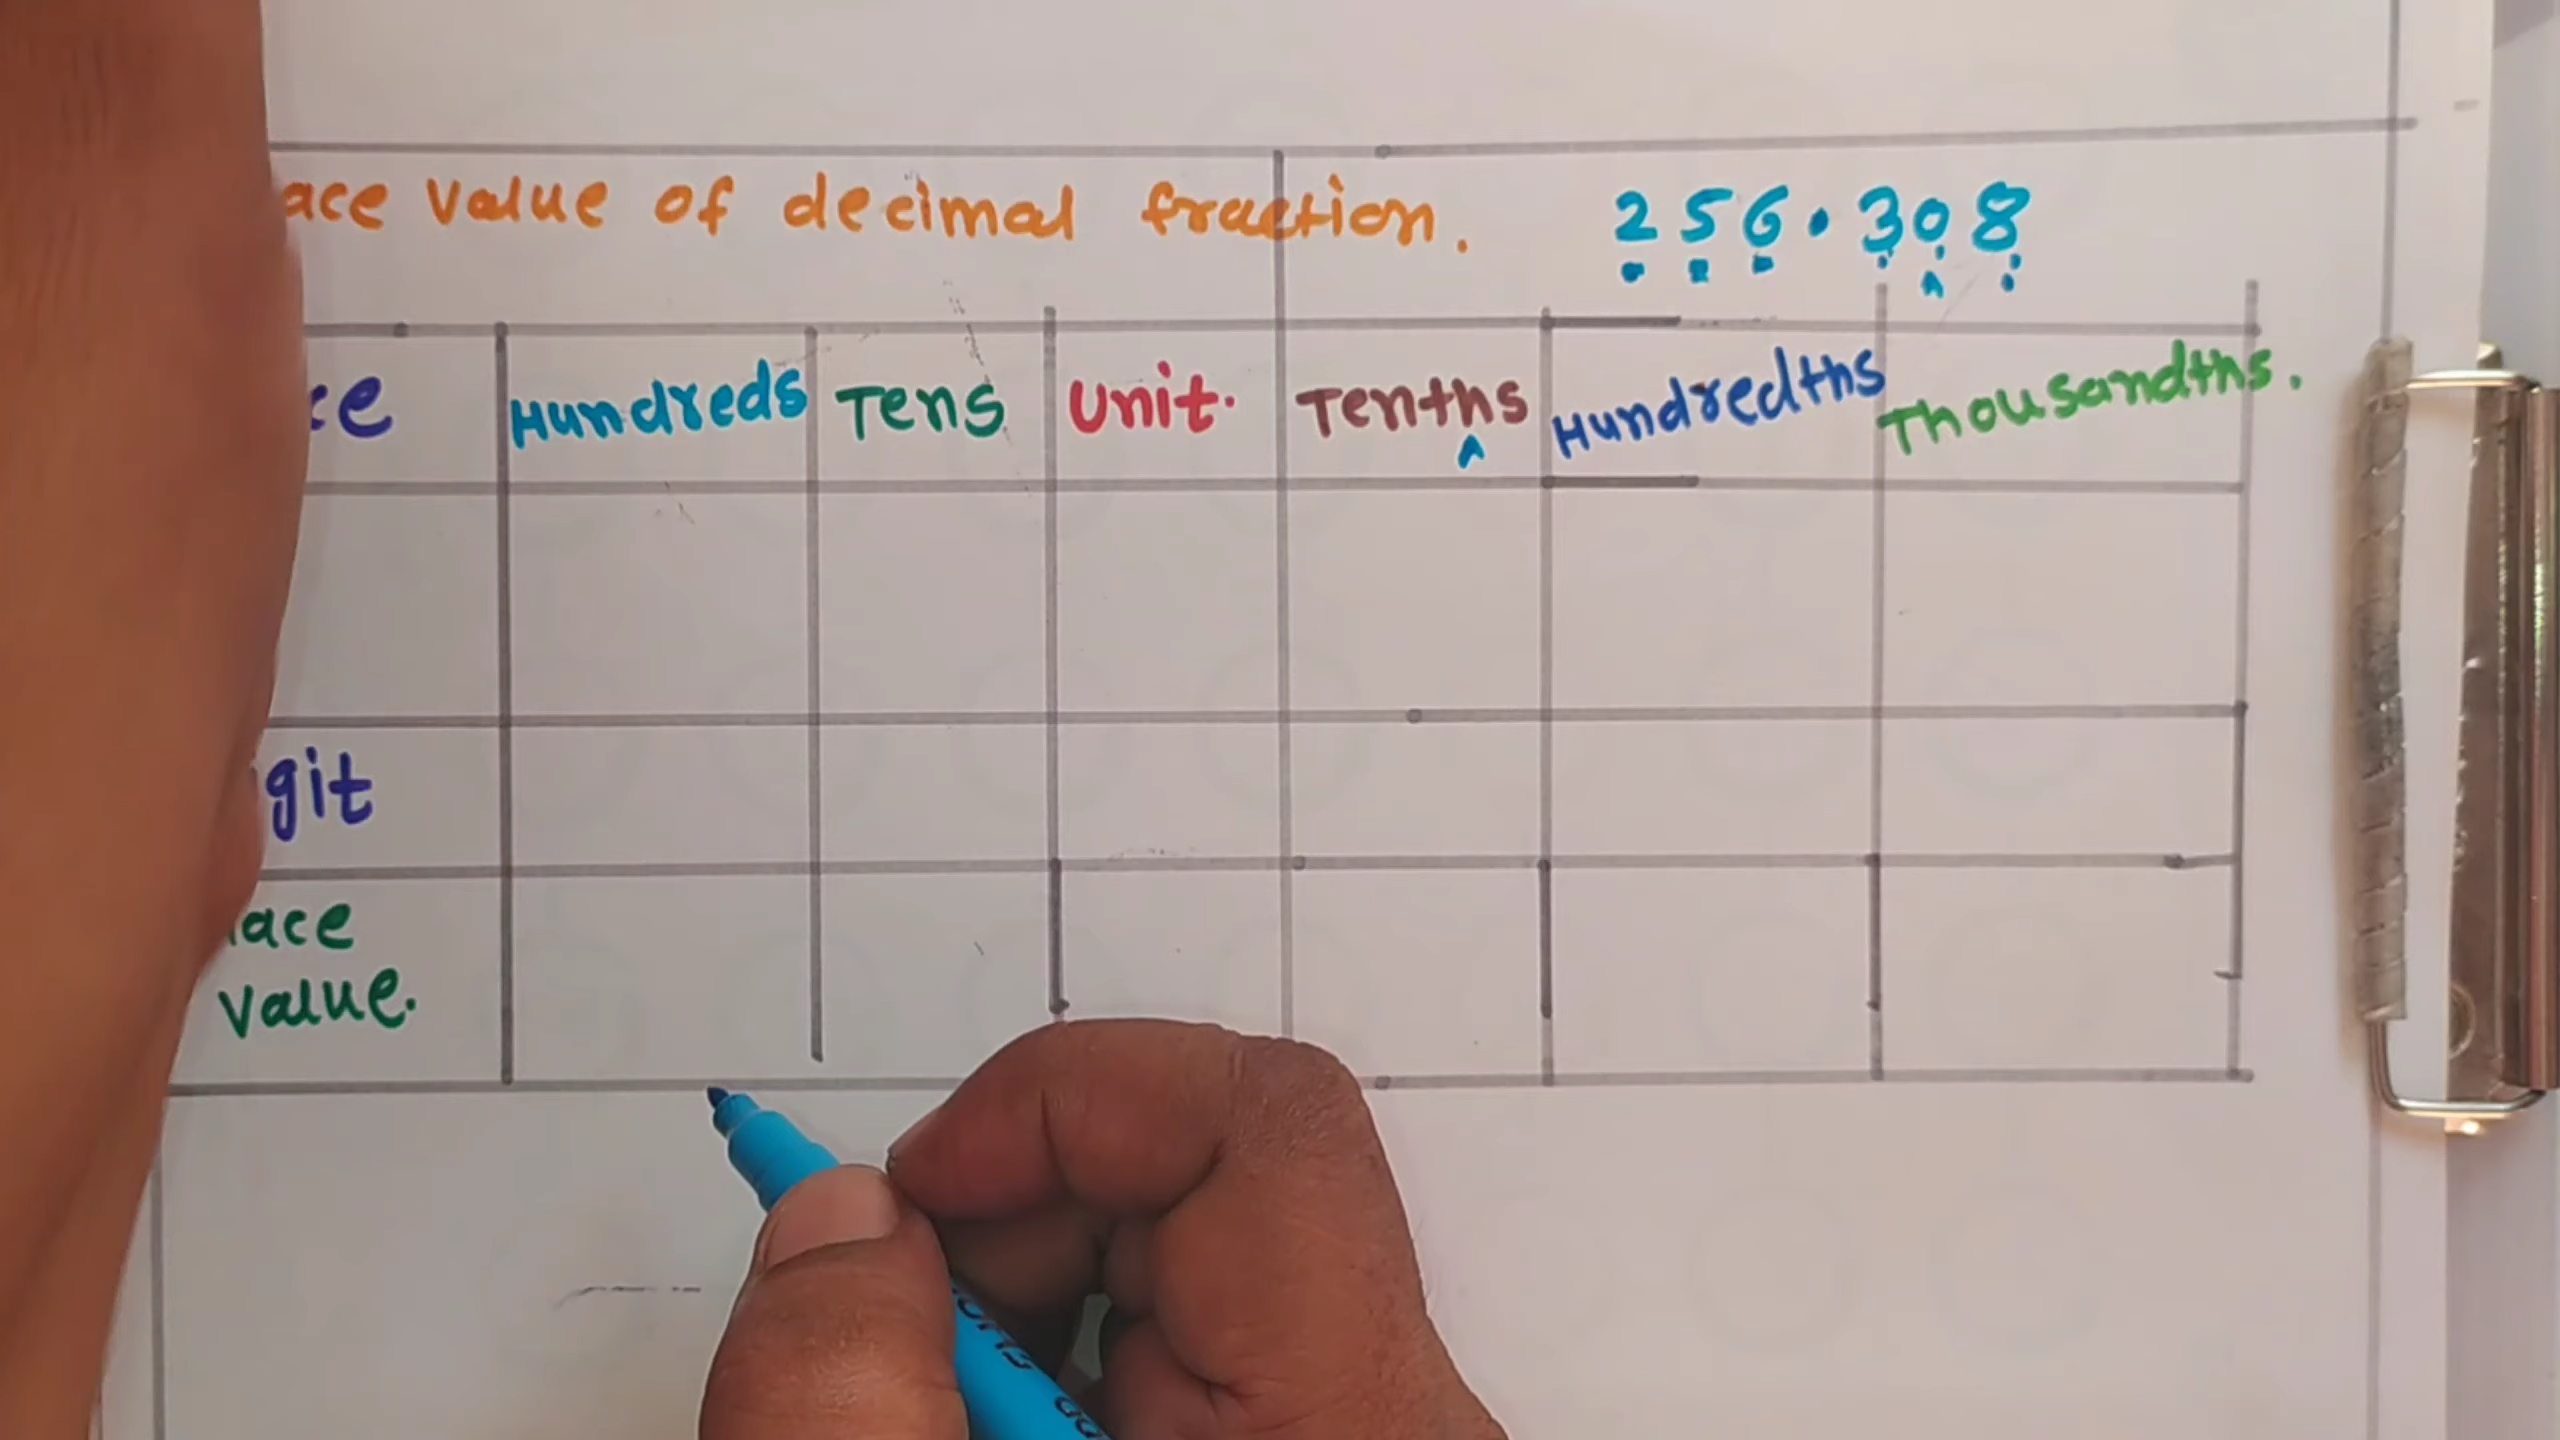 ace value of decimal fraction. 256.308
ce Hundreds Tens Unit. Tenths Hundredths Thousandths.
git
ace
value.